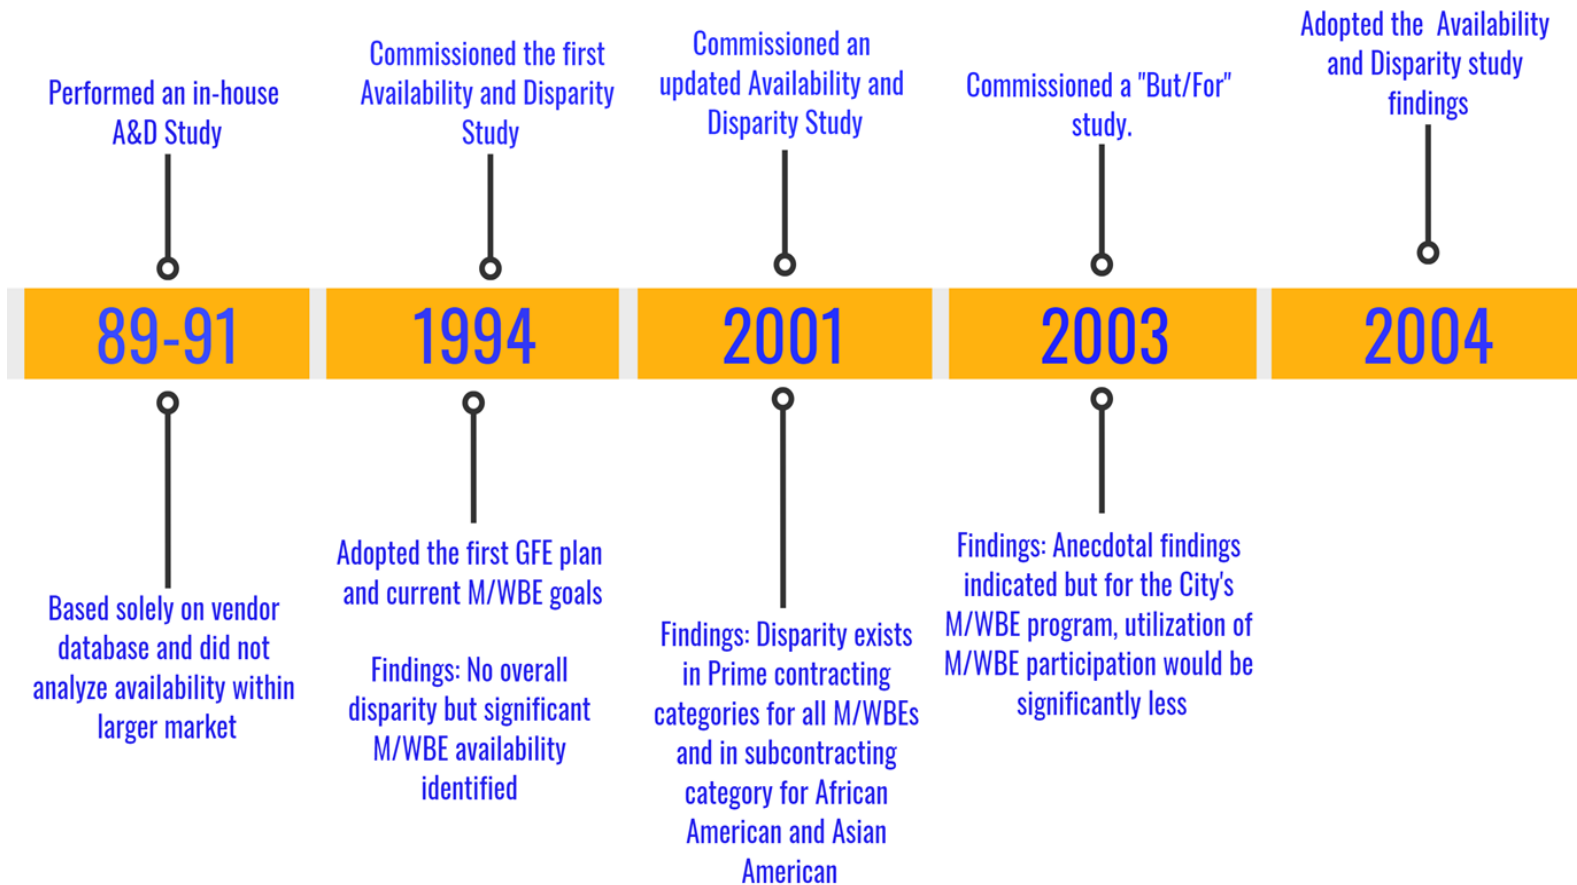 Performed an in-house
A&D Study
Commissioned the first
Availability and Disparity
Study
Commissioned an
updated Availability and
Disparity Study
Commissioned a "But/For"
study.
Adopted the Availability
and Disparity study
findings
89-91
1994
2001
2003
2004
Based solely on vendor
database and did not
analyze availability within
larger market
Adopted the first GFE plan
and current M/WBE goals
Findings: No overall
disparity but significant
M/WBE availability
identified
Findings: Disparity exists
in Prime contracting
categories for all M/WBEs
and in subcontracting
category for African
American and Asian
American
Findings: Anecdotal findings
indicated but for the City's
M/WBE program, utilization of
M/WBE participation would be
significantly less